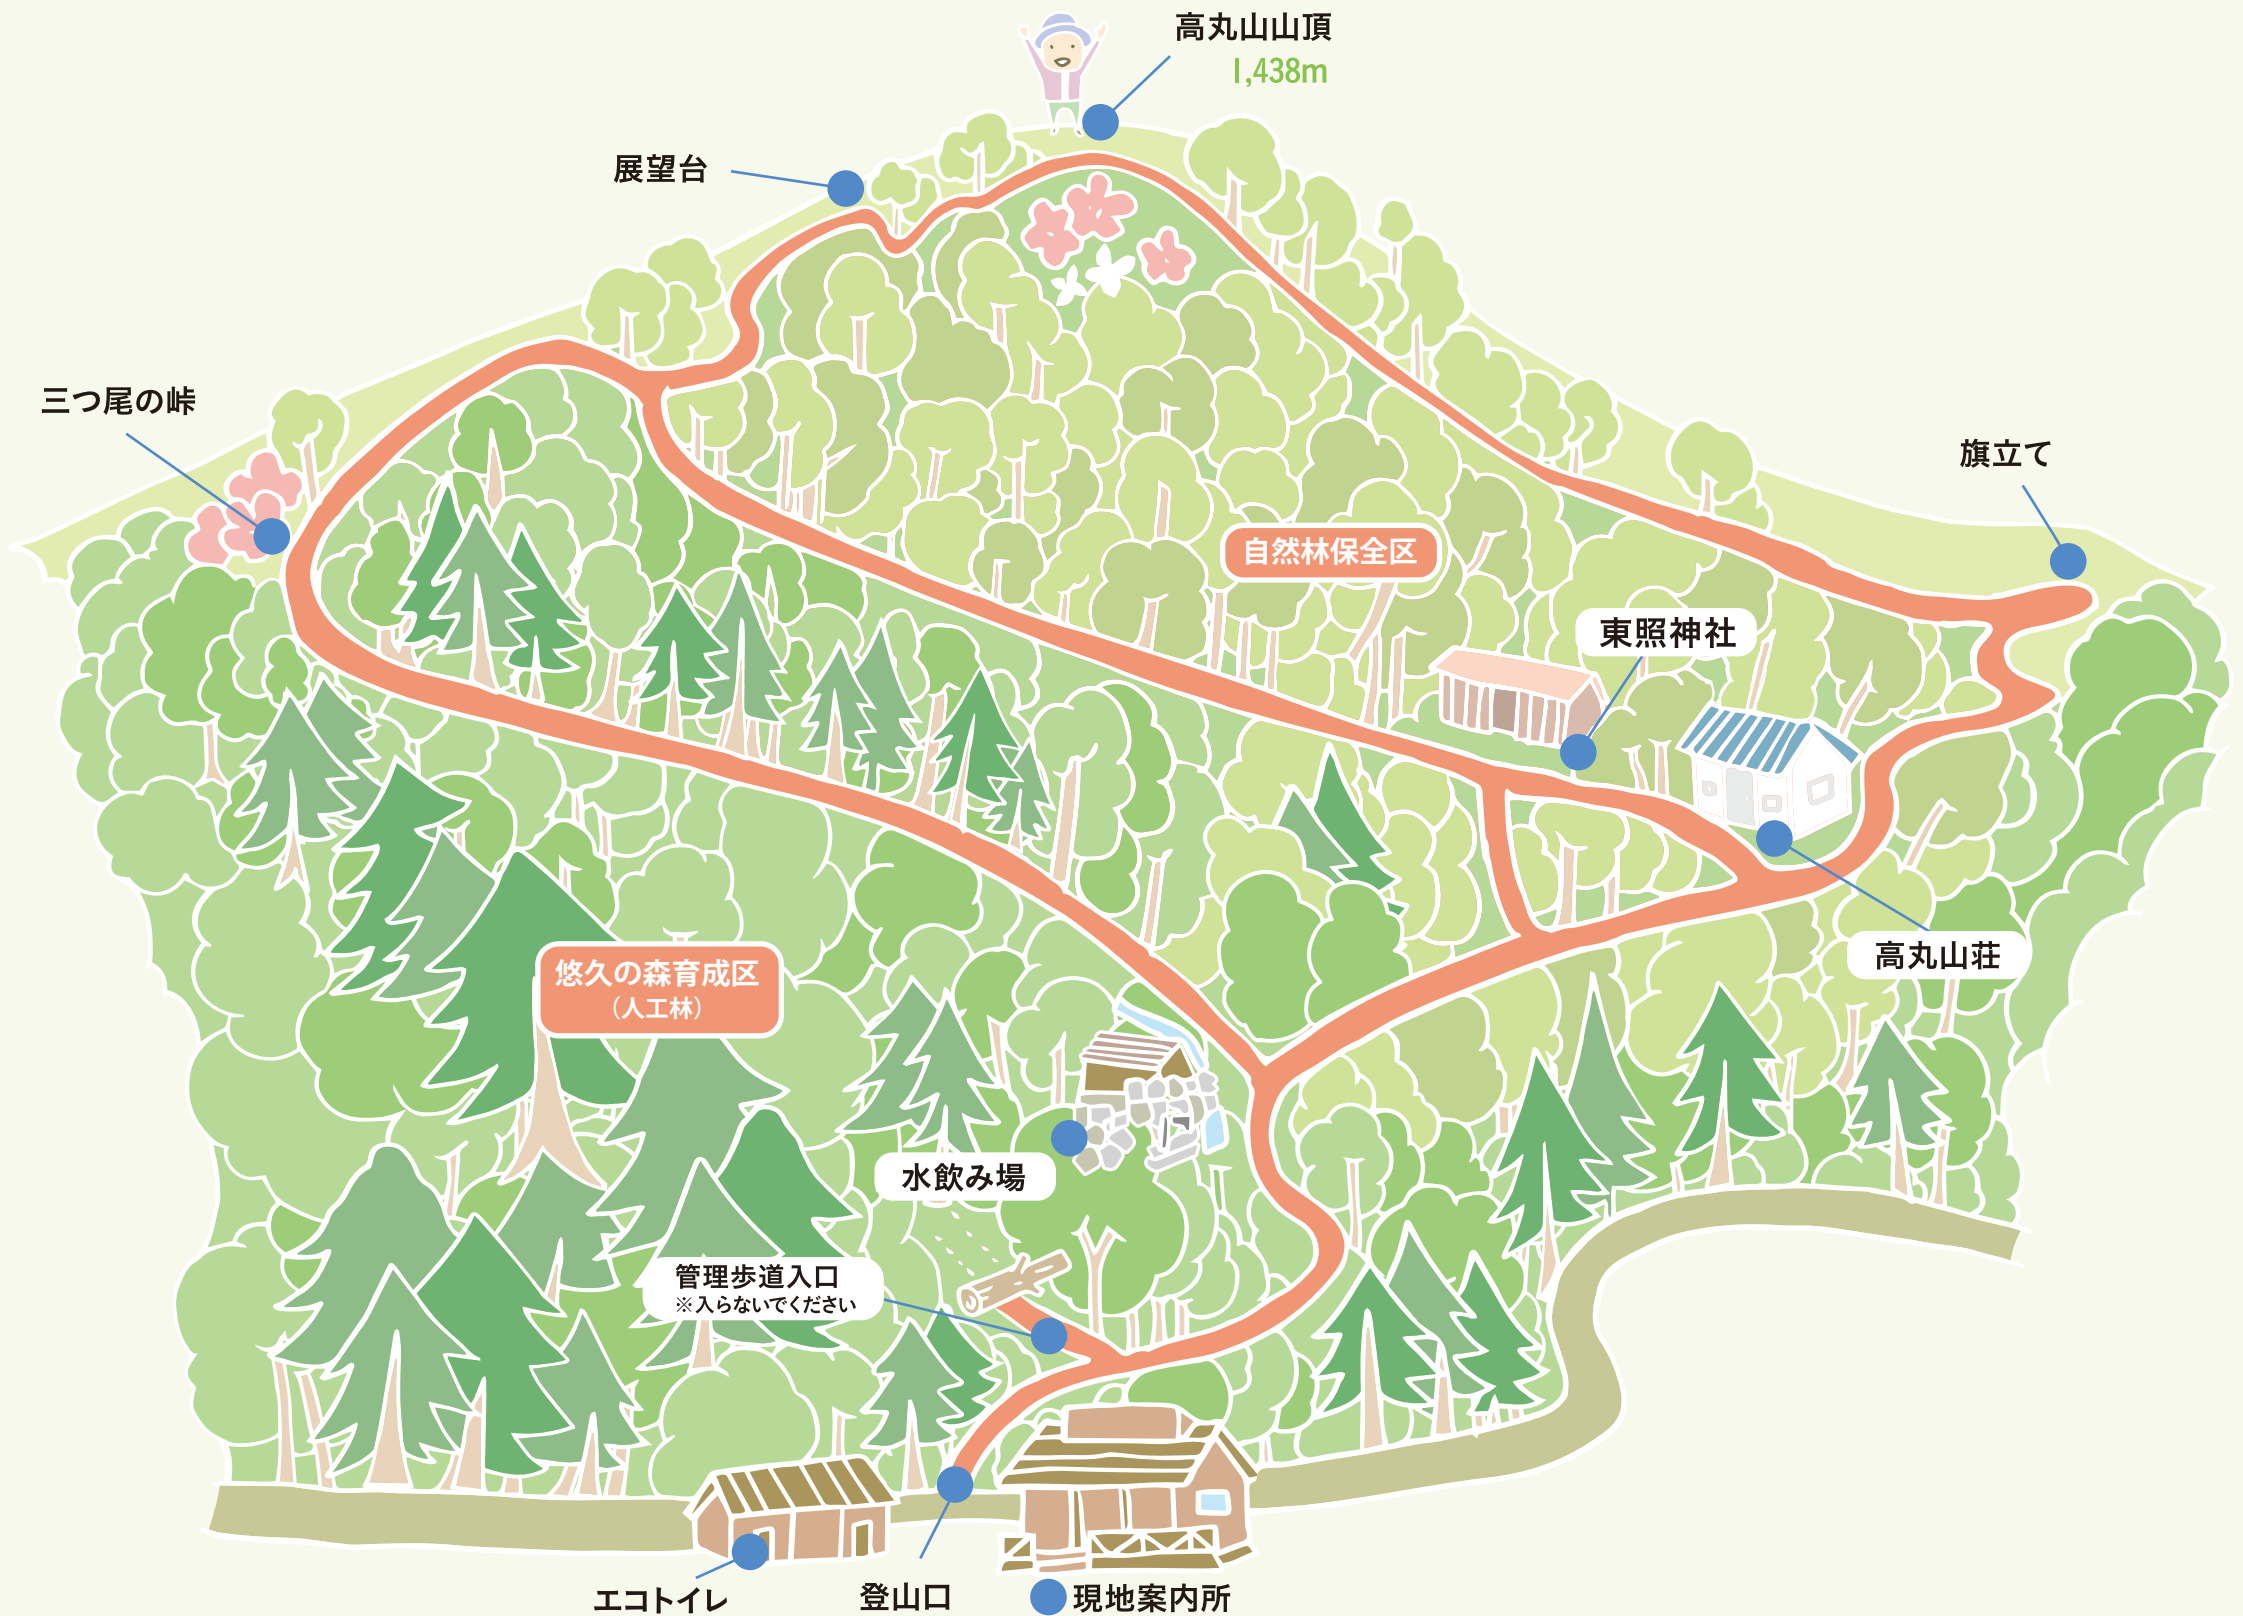 高丸山山頂
1,438m
展望台
三つ尾の峠
旗立て
自然林保全区
東照神社
高丸山荘
悠久の森育成区
（人工林）
水飲み場
管理歩道入口
※入らないでください
エコトイレ
登山口
現地案内所